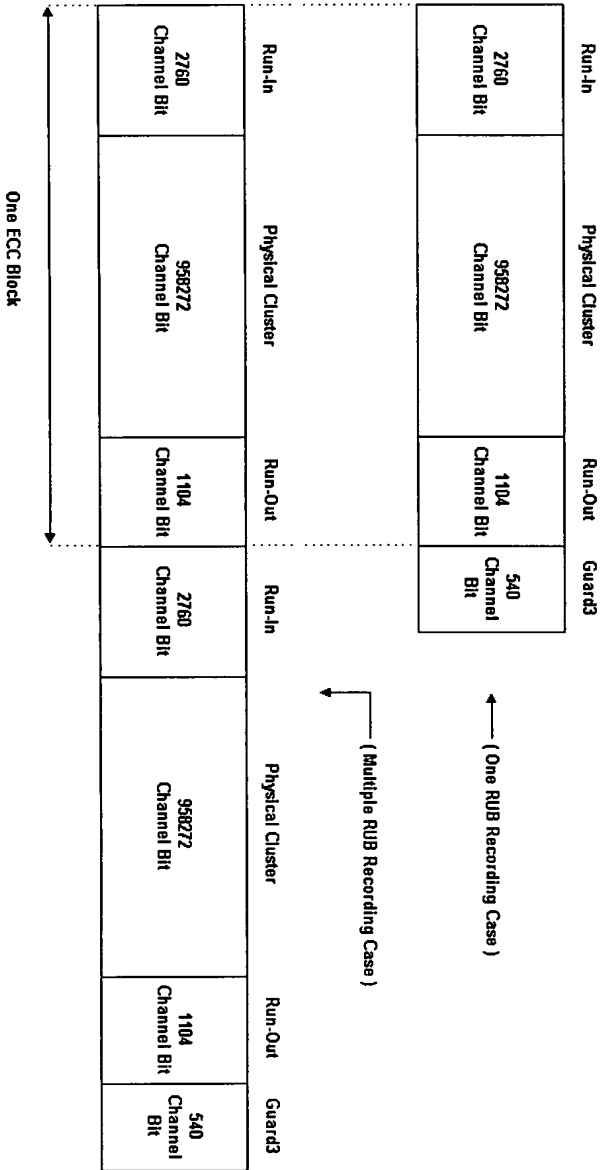 Run-In
Physical Cluster
Run-Out
Guard3
2760
Channel Bit
958272
Channel Bit
1104
Channel Bit
540
Channel
Bit
( One RUB Recording Case )
( Multiple RUB Recording Case )
Run-In
Physical Cluster
Run-Out
Run-In
Physical Cluster
Run-Out
Guard3
2760
Channel Bit
958272
Channel Bit
1104
Channel Bit
2760
Channel Bit
958272
Channel Bit
1104
Channel Bit
540
Channel
Bit
One ECC Block